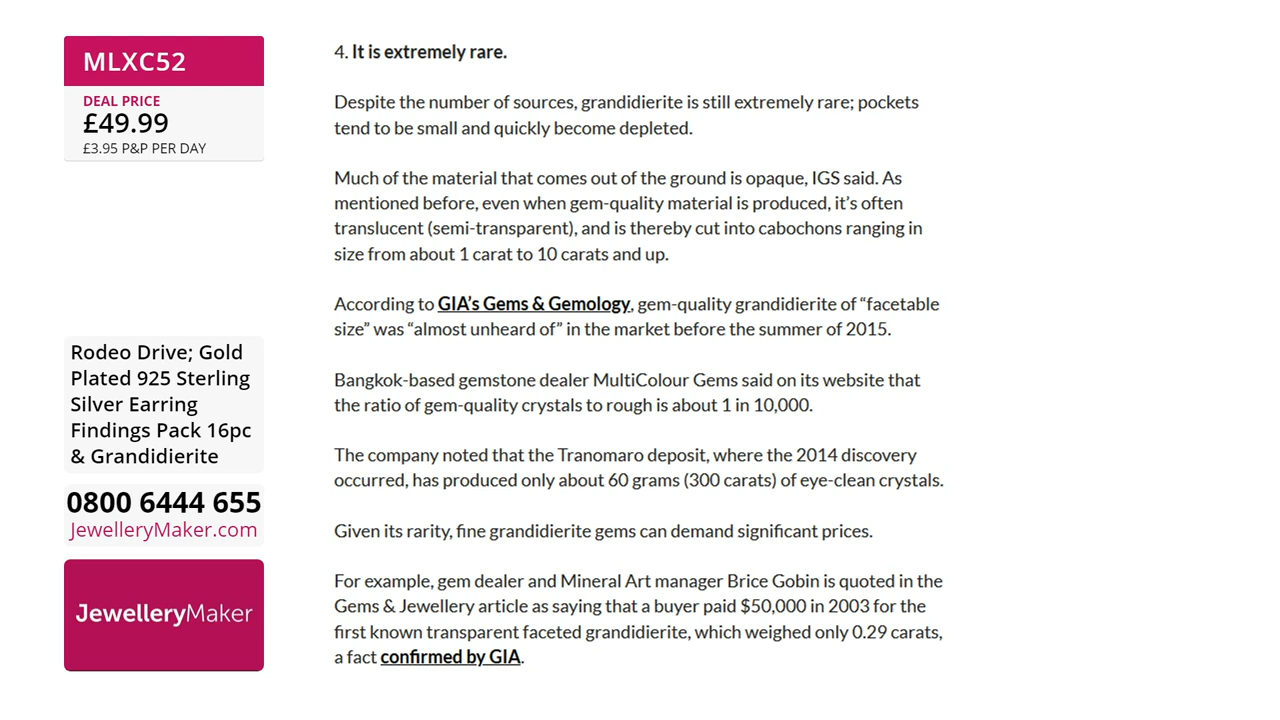 MLXC52
DEAL PRICE
£49.99
£3.95 P&P PER DAY
Rodeo Drive; Gold
Plated 925 Sterling
Silver Earring
Findings Pack 16pc
& Grandidierite
0800 6444 655
JewelleryMaker.com
JewelleryMaker
4. It is extremely rare.
Despite the number of sources, grandidierite is still extremely rare; pockets
tend to be small and quickly become depleted.
Much of the material that comes out of the ground is opaque, IGS said. As
mentioned before, even when gem-quality material is produced, it’s often
translucent (semi-transparent), and is thereby cut into cabochons ranging in
size from about 1 carat to 10 carats and up.
According to GIA’s Gems & Gemology, gem-quality grandidierite of “facetable
size” was “almost unheard of” in the market before the summer of 2015.
Bangkok-based gemstone dealer MultiColour Gems said on its website that
the ratio of gem-quality crystals to rough is about 1 in 10,000.
The company noted that the Tranomaro deposit, where the 2014 discovery
occurred, has produced only about 60 grams (300 carats) of eye-clean crystals.
Given its rarity, fine grandidierite gems can demand significant prices.
For example, gem dealer and Mineral Art manager Brice Gobin is quoted in the
Gems & Jewellery article as saying that a buyer paid $50,000 in 2003 for the
first known transparent faceted grandidierite, which weighed only 0.29 carats,
a fact confirmed by GIA.